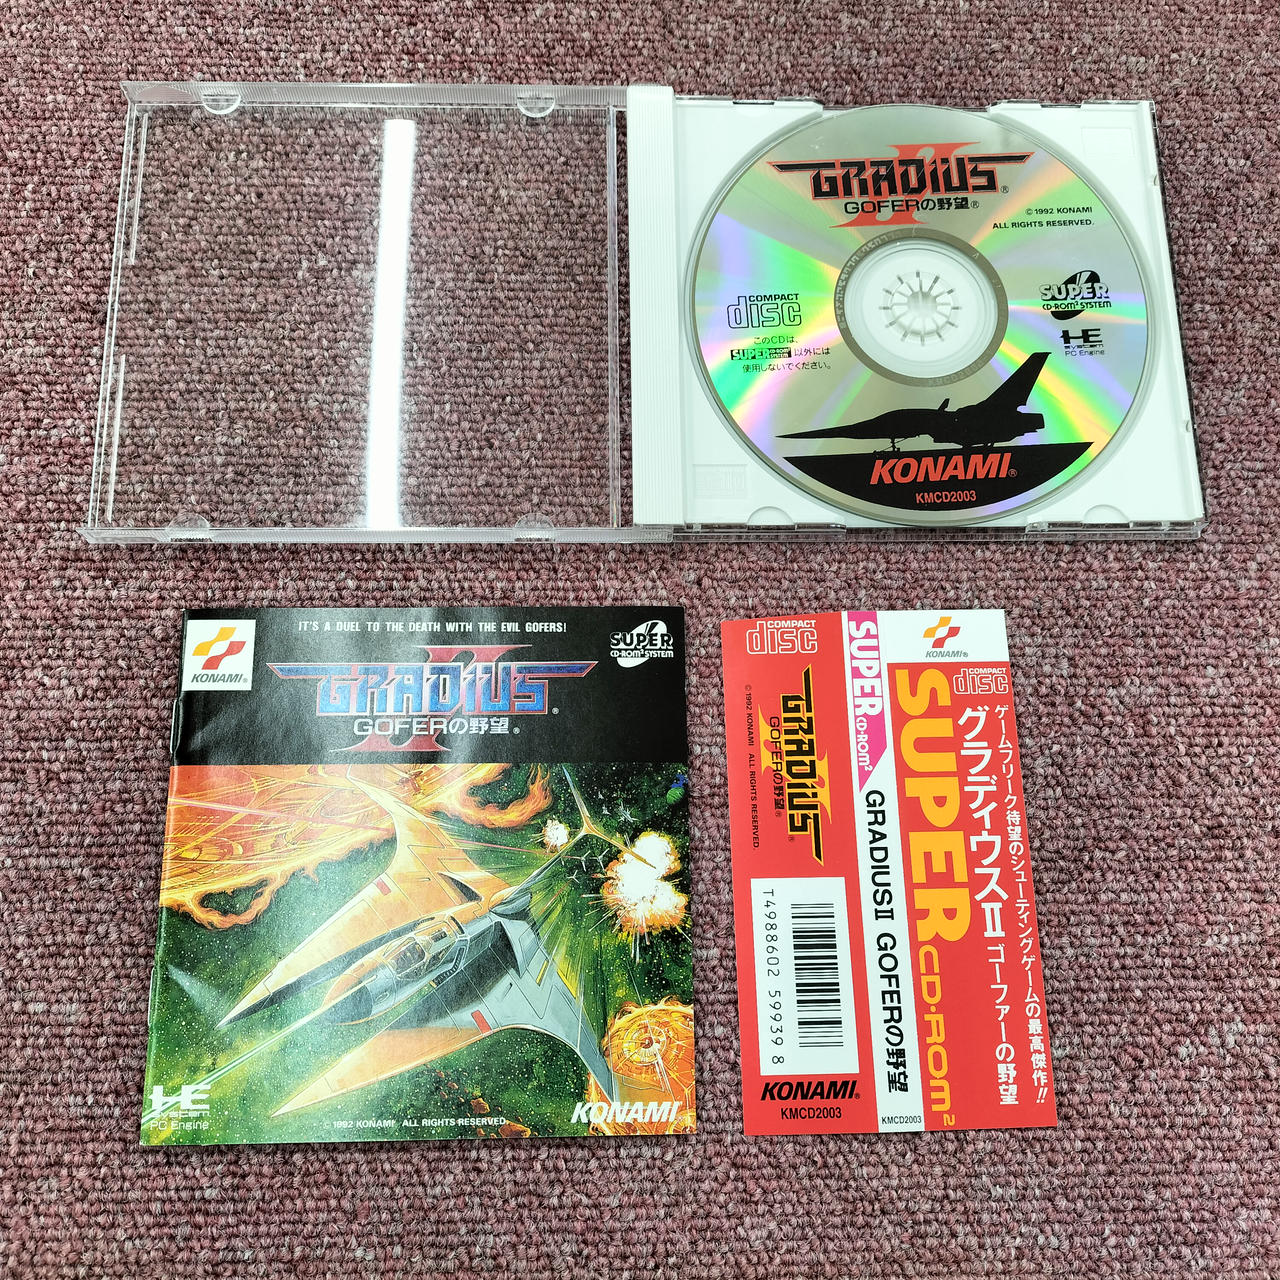 GRADIUS®
II
GOFERの野望®
© 1992 KONAMI
ALL RIGHTS RESERVED.
COMPACT
disc
このCDは、
SUPER CD-ROM² SYSTEM 以外には
使用しないでください。
SUPER
CD-ROM² SYSTEM
HE
system
PC Engine
KONAMI®
KMCD2003
IT'S A DUEL TO THE DEATH WITH THE EVIL GOFERS!
KONAMI®
SUPER
CD-ROM² SYSTEM
GRADIUS®
II
GOFERの野望®
HE
system
PC Engine
© 1992 KONAMI ALL RIGHTS RESERVED.
KONAMI
COMPACT
disc
GRADIUS®
II
GOFERの野望®
© 1992 KONAMI ALL RIGHTS RESERVED.
T4988602 59939 8
KONAMI®
KMCD2003
SUPER CD-ROM²
GRADIUSⅡ GOFERの野望
KMCD2003
KONAMI®
COMPACT
disc
ゲームフリーク待望のシューティングゲームの最高傑作!!
グラディウスⅡ ゴーファーの野望
SUPER CD·ROM²